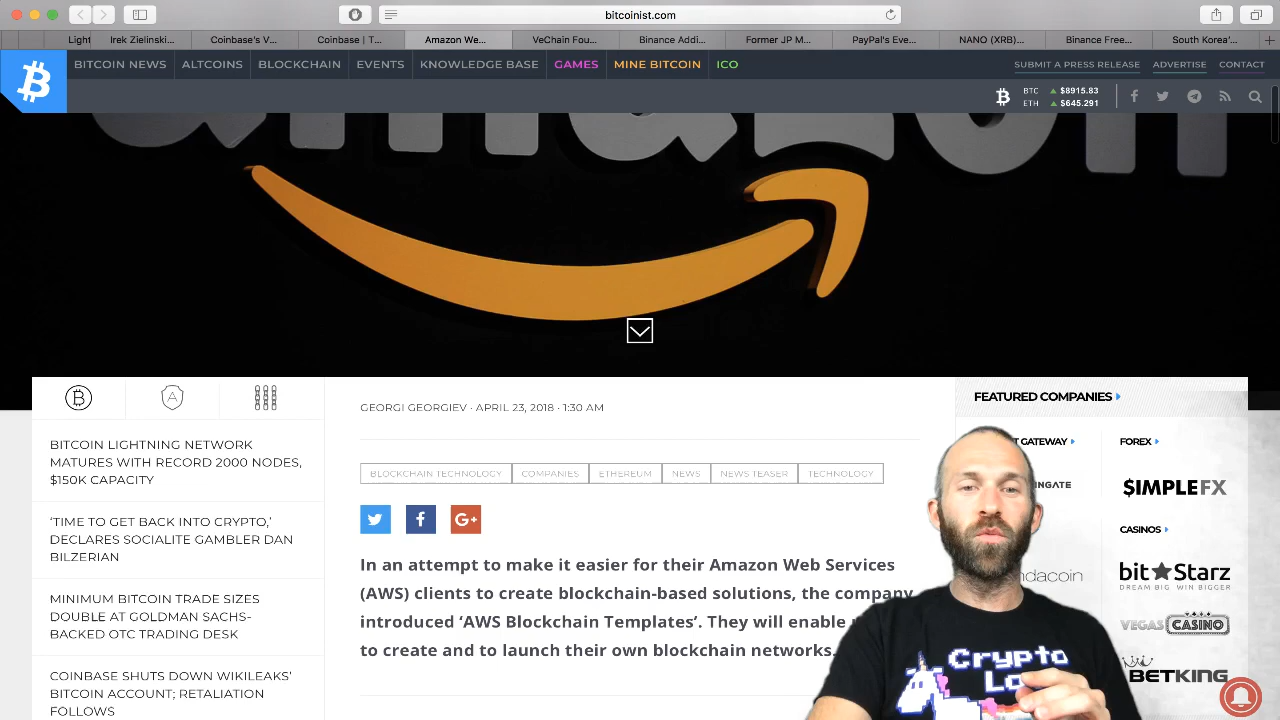 bitcoinist.com
Light
Irek Zielinski...
Coinbase's V...
Coinbase | T...
Amazon We...
VeChain Fou...
Binance Addi...
Former JP M...
PayPal's Eve...
NANO (XRB)...
Binance Free...
South Korea'...
BITCOIN NEWS
ALTCOINS
BLOCKCHAIN
EVENTS
KNOWLEDGE BASE
GAMES
MINE BITCOIN
ICO
SUBMIT A PRESS RELEASE
ADVERTISE
CONTACT
BTC $8915.83
ETH $645.291
amazon
GEORGI GEORGIEV · APRIL 23, 2018 · 1:30 AM
BLOCKCHAIN TECHNOLOGY
COMPANIES
ETHEREUM
NEWS
NEWS TEASER
TECHNOLOGY
G+
In an attempt to make it easier for their Amazon Web Services
(AWS) clients to create blockchain-based solutions, the company
introduced ‘AWS Blockchain Templates’. They will enable
to create and to launch their own blockchain networks.
BITCOIN LIGHTNING NETWORK
MATURES WITH RECORD 2000 NODES,
$150K CAPACITY
‘TIME TO GET BACK INTO CRYPTO,’
DECLARES SOCIALITE GAMBLER DAN
BILZERIAN
MINIMUM BITCOIN TRADE SIZES
DOUBLE AT GOLDMAN SACHS-
BACKED OTC TRADING DESK
COINBASE SHUTS DOWN WIKILEAKS’
BITCOIN ACCOUNT; RETALIATION
FOLLOWS
FEATURED COMPANIES
GATEWAY
FOREX
$IMPLEFX
CASINOS
bitStarz
DREAM BIG. WIN BIGGER
VEGAS CASINO
BETKING
Crypto